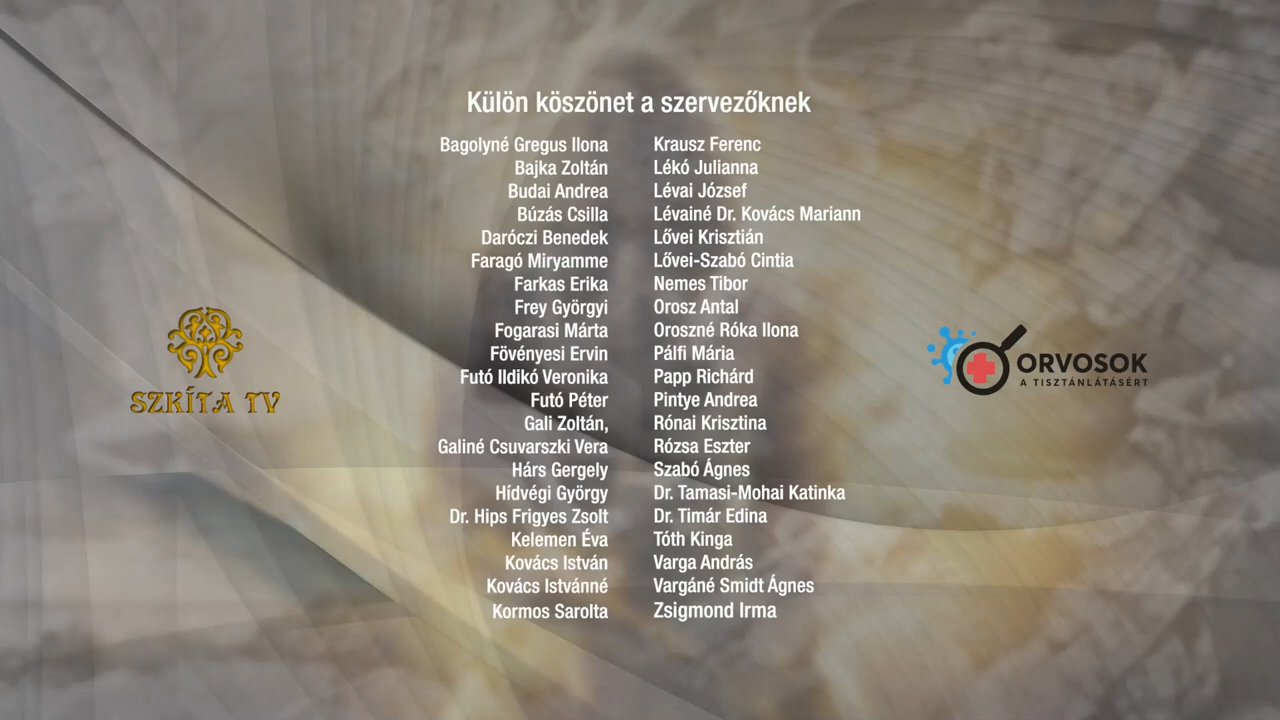 Külön köszönet a szervezőknek
Bagolyné Gregus Ilona
Bajka Zoltán
Budai Andrea
Búzás Csilla
Daróczi Benedek
Faragó Miryamme
Farkas Erika
Frey Györgyi
Fogarasi Márta
Fövényesi Ervin
Futó Ildikó Veronika
Futó Péter
Gali Zoltán,
Galiné Csuvarszki Vera
Hárs Gergely
Hídvégi György
Dr. Hips Frigyes Zsolt
Kelemen Éva
Kovács István
Kovács Istvánné
Kormos Sarolta
Krausz Ferenc
Lékó Julianna
Lévai József
Lévainé Dr. Kovács Mariann
Lővei Krisztián
Lővei-Szabó Cintia
Nemes Tibor
Orosz Antal
Oroszné Róka Ilona
Pálfi Mária
Papp Richárd
Pintye Andrea
Rónai Krisztina
Rózsa Eszter
Szabó Ágnes
Dr. Tamasi-Mohai Katinka
Dr. Timár Edina
Tóth Kinga
Varga András
Vargáné Smidt Ágnes
Zsigmond Irma
SZKÍTA TV
ORVOSOK
A TISZTÁNLÁTÁSÉRT